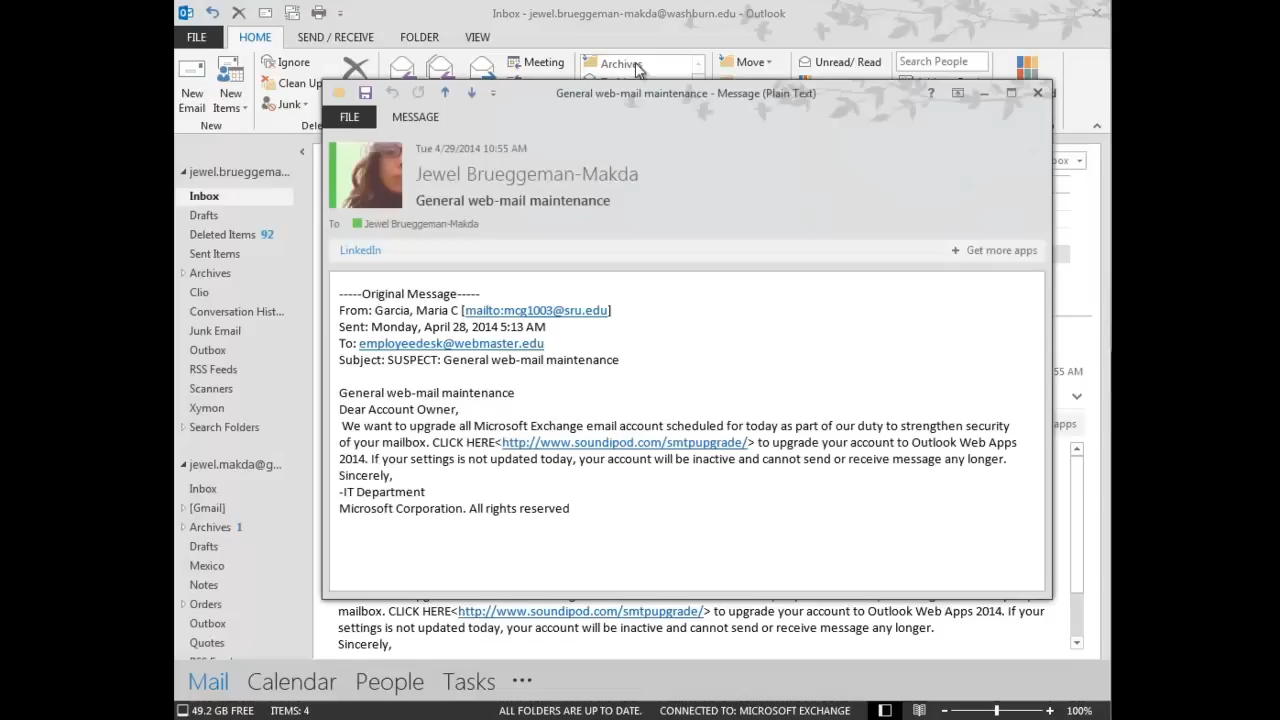 Inbox - jewel.brueggeman-makda@washburn.edu - Outlook
FILE HOME SEND / RECEIVE FOLDER VIEW
Ignore
Clean Up
Junk
New Email
New Items
New
Meeting
Archives
Move
Unread/ Read
Search People
General web-mail maintenance - Message (Plain Text)
FILE MESSAGE
Tue 4/29/2014 10:55 AM
Jewel Brueggeman-Makda
General web-mail maintenance
To Jewel Brueggeman-Makda
LinkedIn + Get more apps
-----Original Message-----
From: Garcia, Maria C [mailto:mcg1003@sru.edu]
Sent: Monday, April 28, 2014 5:13 AM
To: employeedesk@webmaster.edu
Subject: SUSPECT: General web-mail maintenance
General web-mail maintenance
Dear Account Owner,
We want to upgrade all Microsoft Exchange email account scheduled for today as part of our duty to strengthen security
of your mailbox. CLICK HERE<http://www.soundipod.com/smtpupgrade/> to upgrade your account to Outlook Web Apps
2014. If your settings is not updated today, your account will be inactive and cannot send or receive message any longer.
Sincerely,
-IT Department
Microsoft Corporation. All rights reserved
mailbox. CLICK HERE<http://www.soundipod.com/smtpupgrade/> to upgrade your account to Outlook Web Apps 2014. If your
settings is not updated today, your account will be inactive and cannot send or receive message any longer.
Sincerely,
jewel.brueggema...
Inbox
Drafts
Deleted Items 92
Sent Items
Archives
Clio
Conversation Hist...
Junk Email
Outbox
RSS Feeds
Scanners
Xymon
Search Folders
jewel.makda@g...
Inbox
[Gmail]
Archives 1
Drafts
Mexico
Notes
Orders
Outbox
Quotes
55 AM
apps
Mail Calendar People Tasks ...
49.2 GB FREE ITEMS: 4 ALL FOLDERS ARE UP TO DATE. CONNECTED TO: MICROSOFT EXCHANGE 100%